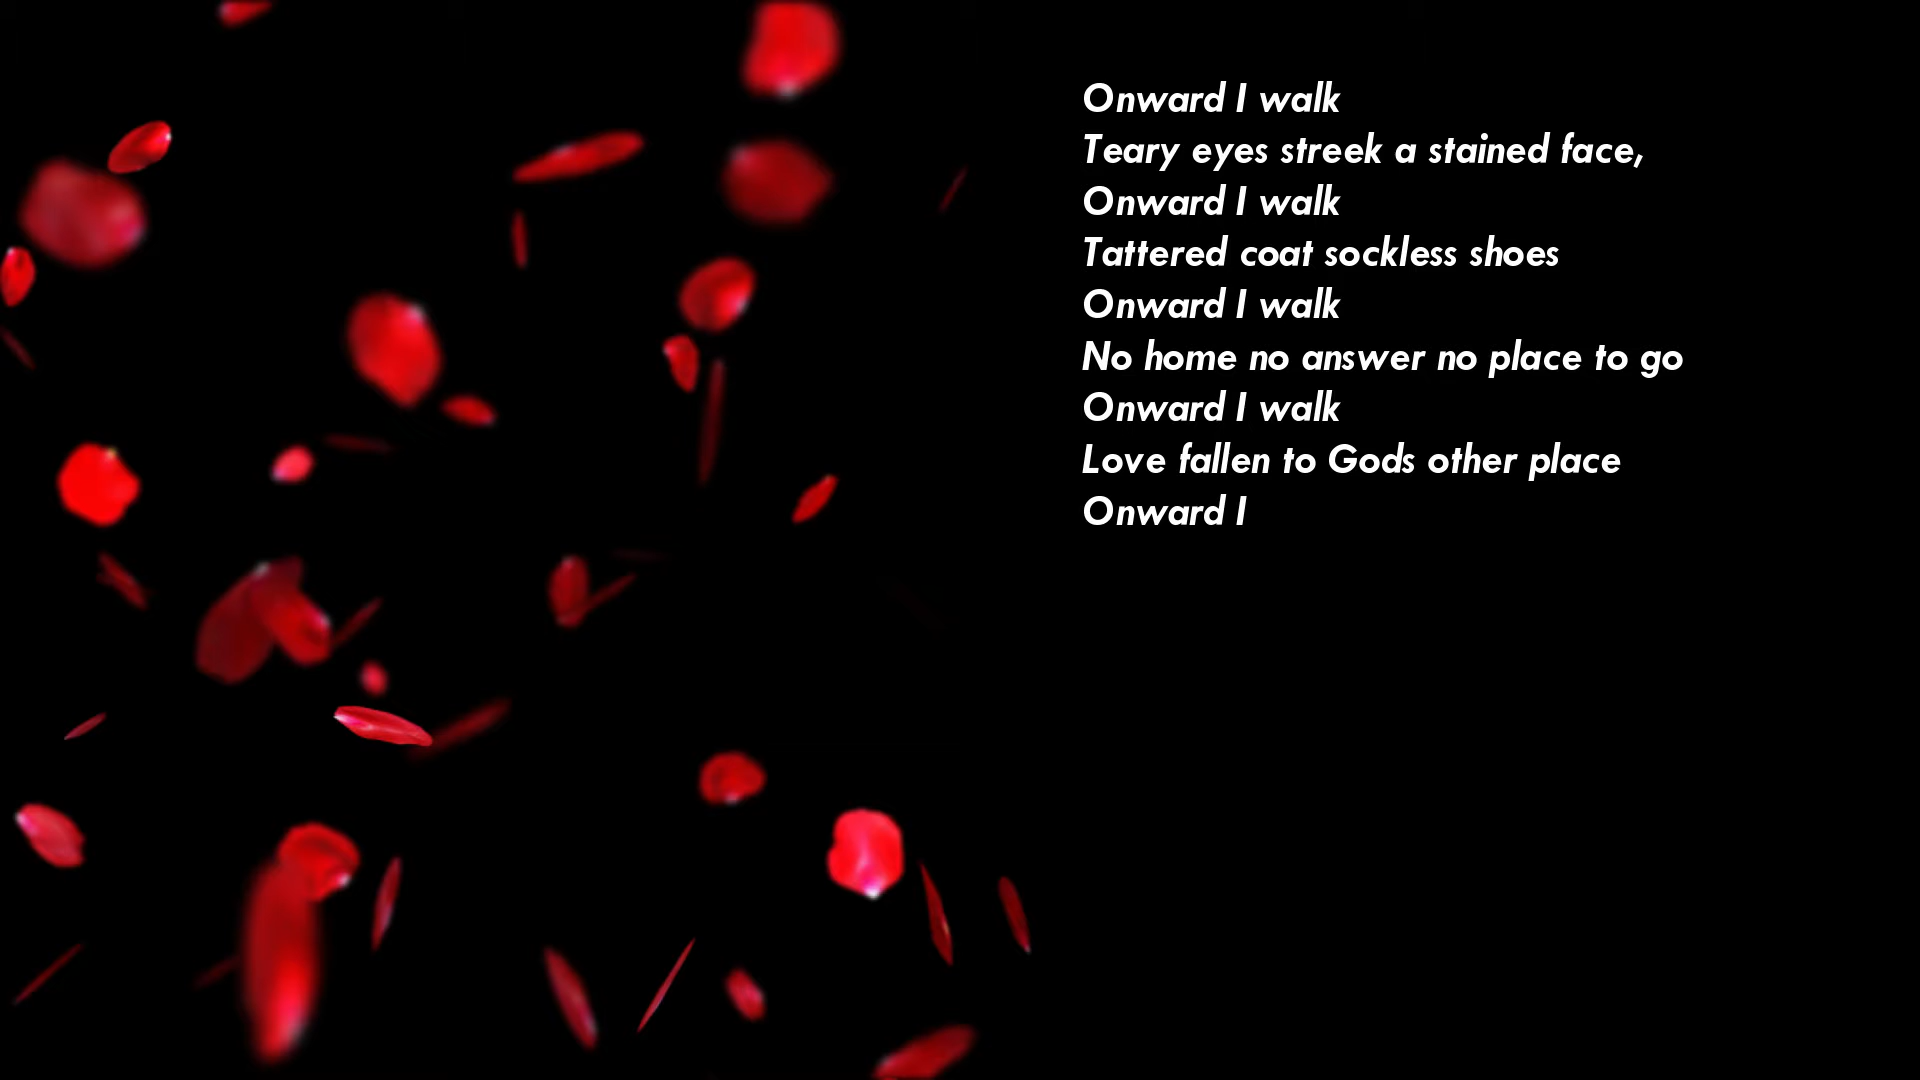 Onward I walk
Teary eyes streek a stained face,
Onward I walk
Tattered coat sockless shoes
Onward I walk
No home no answer no place to go
Onward I walk
Love fallen to Gods other place
Onward I